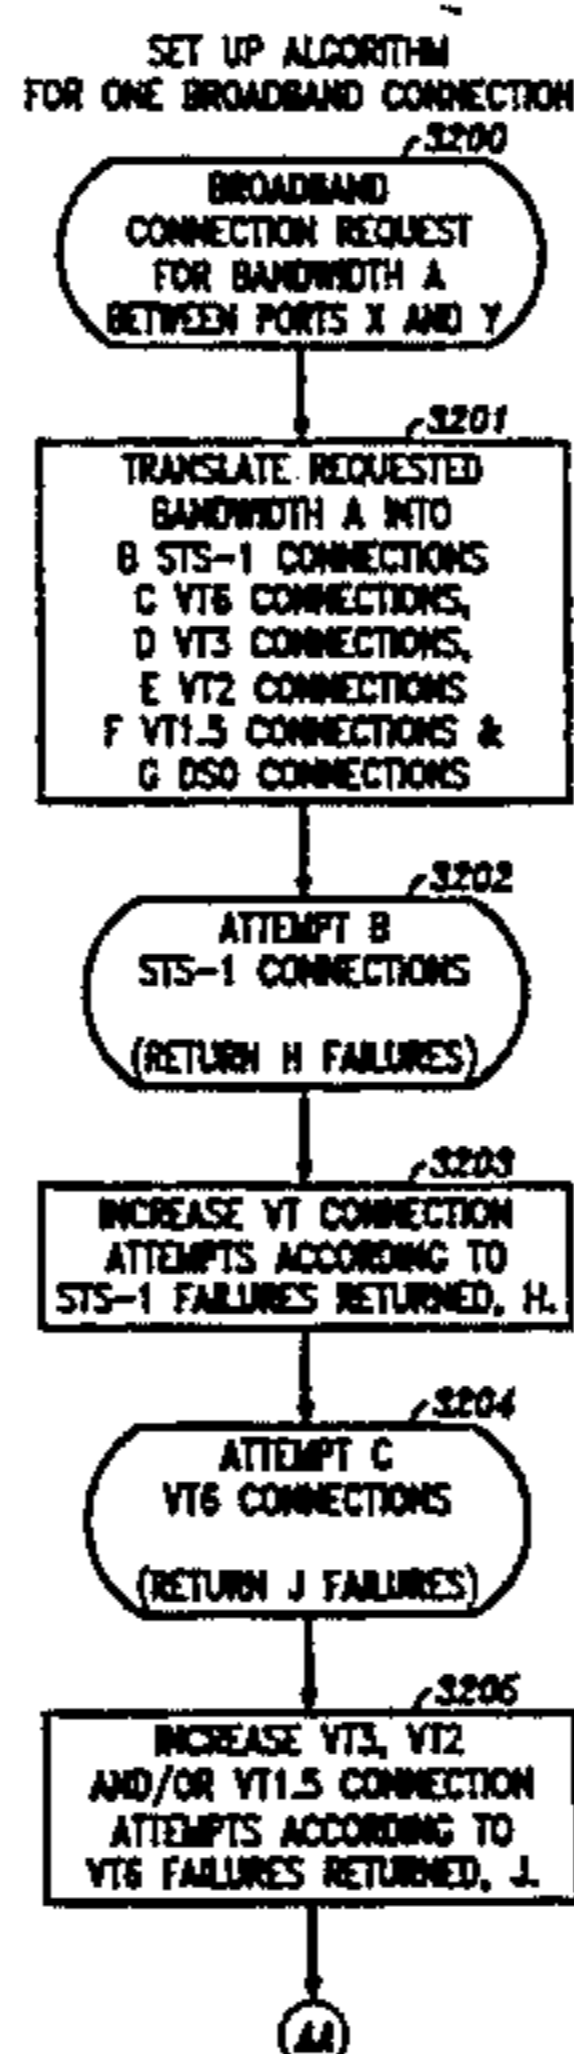 SET UP ALGORITHM
FOR ONE BROADBAND CONNECTION
3200
BROADBAND
CONNECTION REQUEST
FOR BANDWIDTH A
BETWEEN PORTS X AND Y
3201
TRANSLATE REQUESTED
BANDWIDTH A INTO
B STS-1 CONNECTIONS
C VT6 CONNECTIONS,
D VT3 CONNECTIONS,
E VT2 CONNECTIONS
F VT1.5 CONNECTIONS &
G DS0 CONNECTIONS
3202
ATTEMPT B
STS-1 CONNECTIONS
(RETURN H FAILURES)
3203
INCREASE VT CONNECTION
ATTEMPTS ACCORDING TO
STS-1 FAILURES RETURNED, H.
3204
ATTEMPT C
VT6 CONNECTIONS
(RETURN J FAILURES)
3205
INCREASE VT3, VT2
AND/OR VT1.5 CONNECTION
ATTEMPTS ACCORDING TO
VT6 FAILURES RETURNED, J.
AA